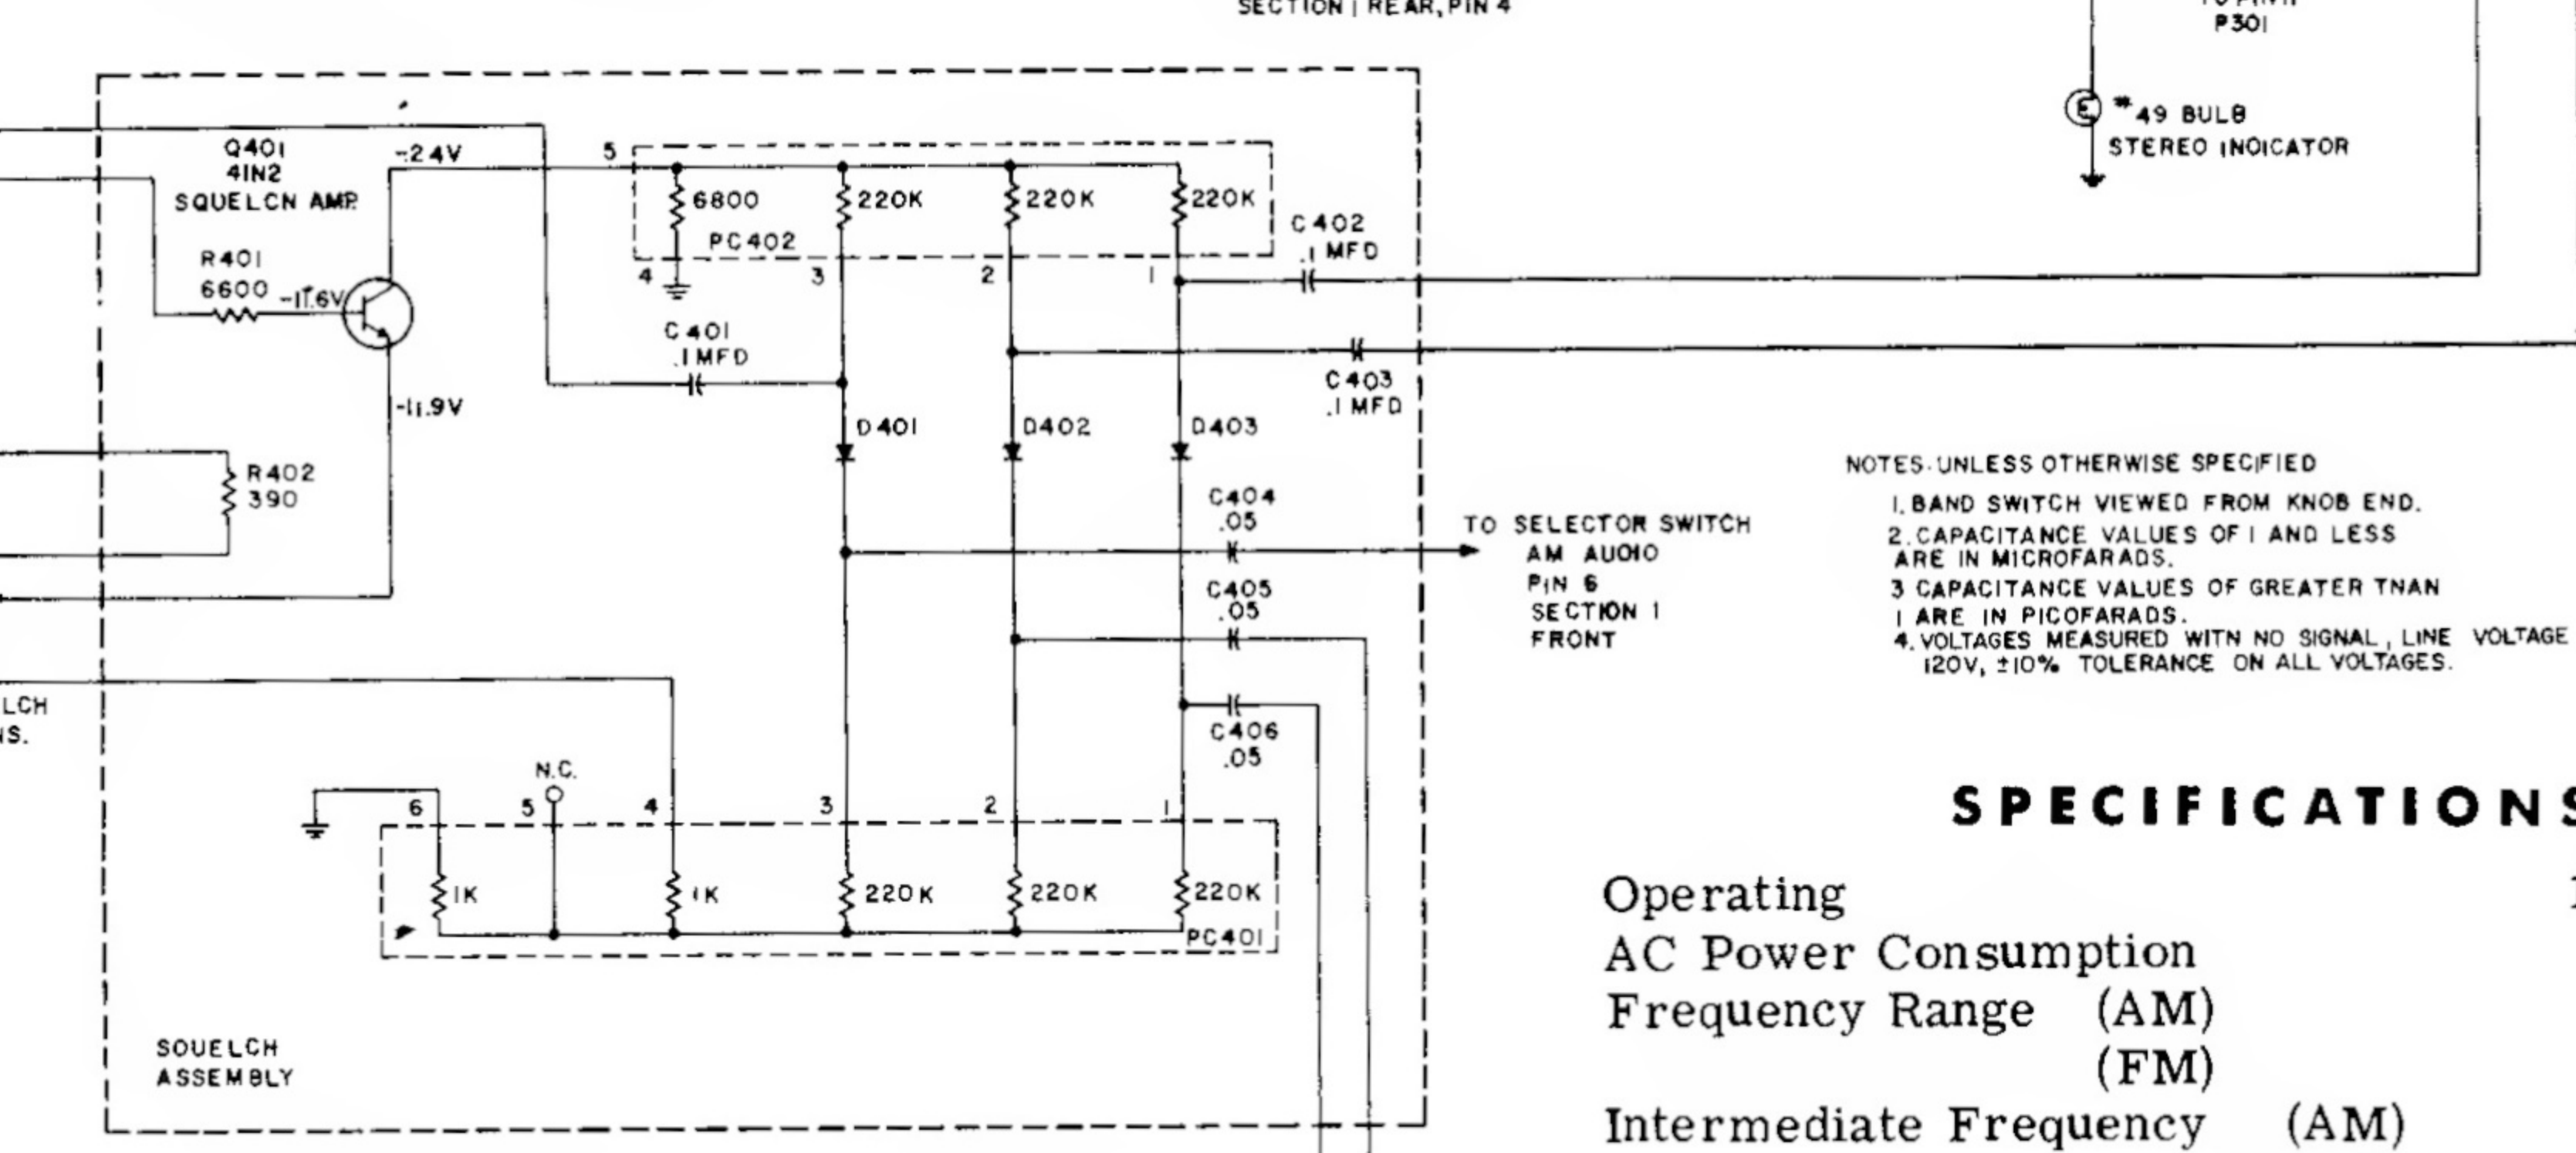 SECTION 1 REAR, PIN 4
P301
*49 BULB
STEREO INOICATOR
Q401
41N2
SQUELCN AMP.
-.24V
R401
6600
-11.6V
-11.9V
R402
390
5
6800
220K
220K
220K
PC402
4
3
2
1
C402
.1 MFD
C401
.1MFD
C403
.1 MFD
D401
D402
D403
C404
.05
TO SELECTOR SWITCH
AM AUDIO
PIN 6
SECTION 1
FRONT
C405
.05
C406
.05
LCH
NS.
N.C.
6
5
4
3
2
1
1K
1K
220K
220K
220K
PC401
SOUELCH
ASSEMBLY
NOTES. UNLESS OTHERWISE SPECIFIED
1. BAND SWITCH VIEWED FROM KNOB END.
2. CAPACITANCE VALUES OF 1 AND LESS
ARE IN MICROFARADS.
3 CAPACITANCE VALUES OF GREATER TNAN
1 ARE IN PICOFARADS.
4. VOLTAGES MEASURED WITN NO SIGNAL, LINE VOLTAGE
120V, ±10% TOLERANCE ON ALL VOLTAGES.
SPECIFICATIONS
Operating
AC Power Consumption
Frequency Range (AM)
(FM)
Intermediate Frequency (AM)